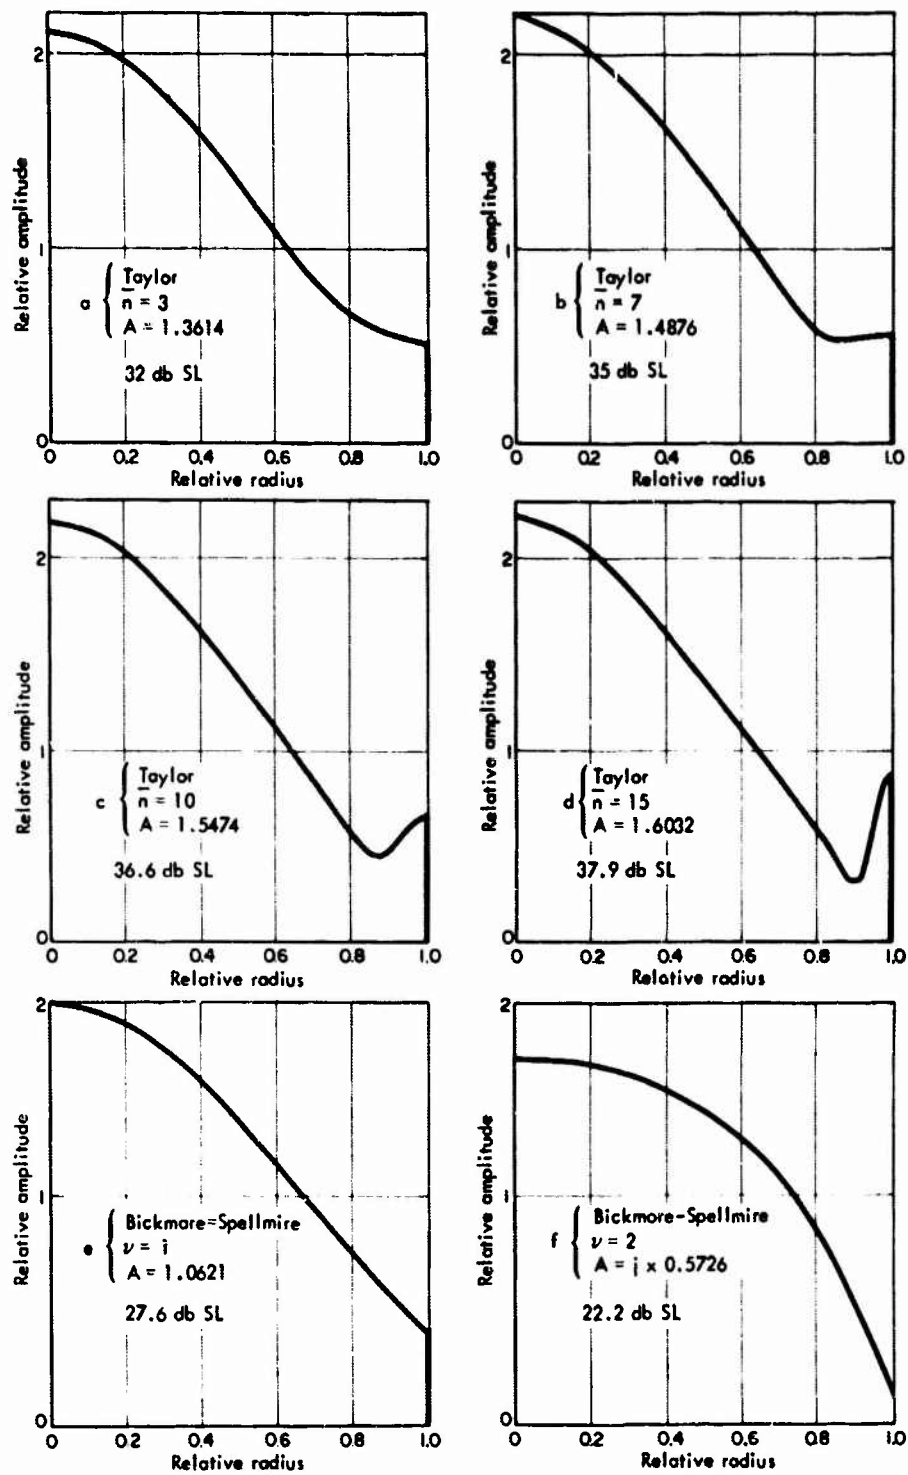 2
1
0
Relative amplitude
a { Taylor
n̄ = 3
A = 1.3614
32 db SL
0 0.2 0.4 0.6 0.8 1.0
Relative radius
2
1
0
Relative amplitude
b { Taylor
n̄ = 7
A = 1.4876
35 db SL
0 0.2 0.4 0.6 0.8 1.0
Relative radius
2
1
0
Relative amplitude
c { Taylor
n̄ = 10
A = 1.5474
36.6 db SL
0 0.2 0.4 0.6 0.8 1.0
Relative radius
2
1
0
Relative amplitude
d { Taylor
n̄ = 15
A = 1.6032
37.9 db SL
0 0.2 0.4 0.6 0.8 1.0
Relative radius
2
1
0
Relative amplitude
e { Bickmore=Spellmire
ν = i
A = 1.0621
27.6 db SL
0 0.2 0.4 0.6 0.8 1.0
Relative radius
2
1
0
Relative amplitude
f { Bickmore-Spellmire
ν = 2
A = j x 0.5726
22.2 db SL
0 0.2 0.4 0.6 0.8 1.0
Relative radius